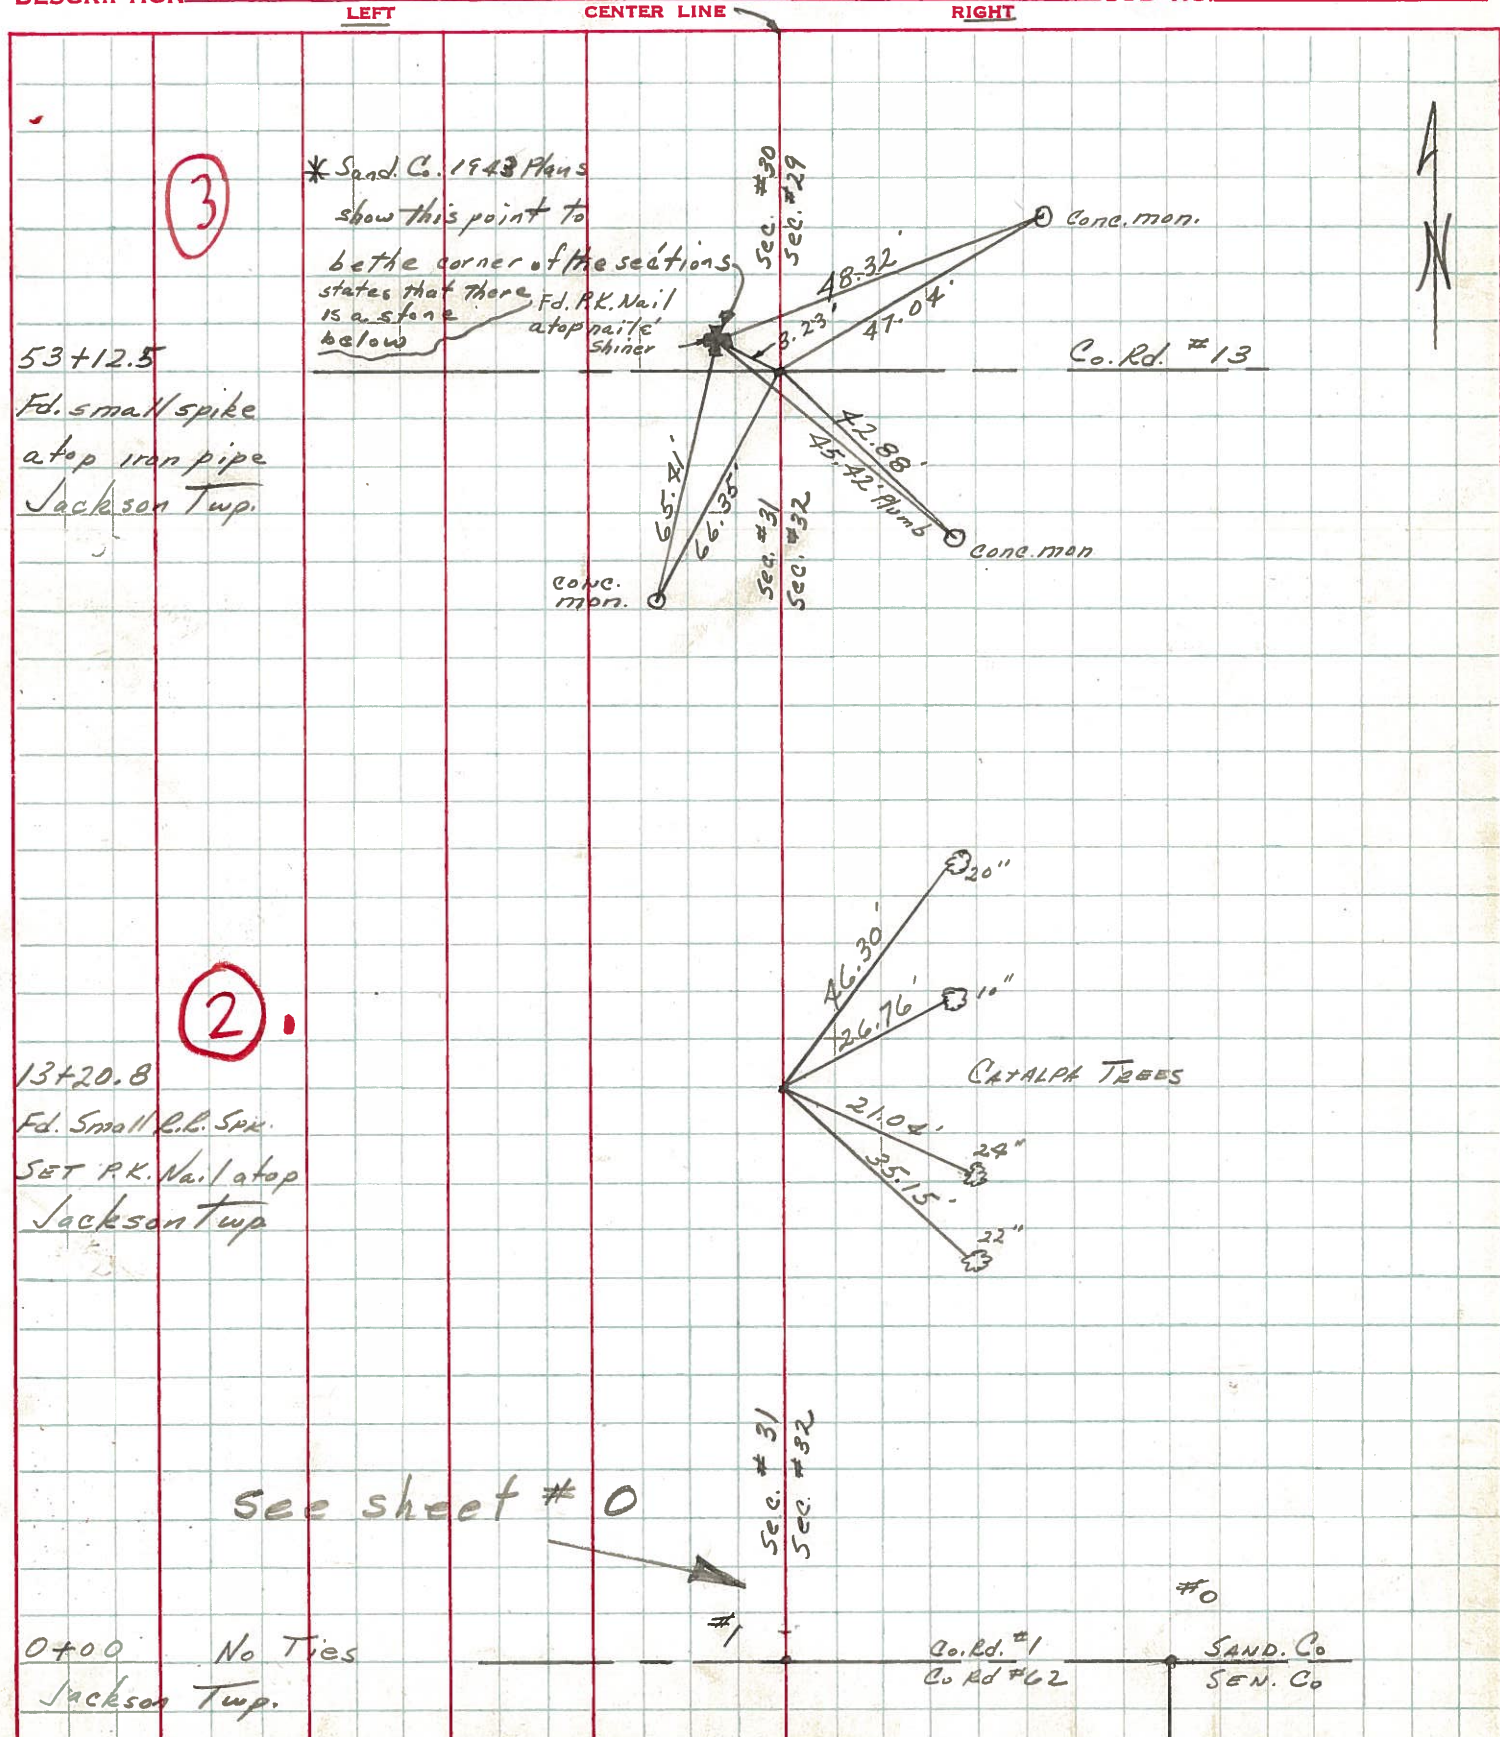 LEFT
CENTER LINE
RIGHT
3
* Sand. Co. 1943 Plans
show this point to
be the corner of the sections
states that there
is a stone
below
Fd. P.K. Nail
atop nail &
Shiner
Sec. #30
Sec. #29
Conc. mon.
48.32'
47.04'
3.23'
Co. Rd. #13
53+12.5
Fd. small spike
atop iron pipe
Jackson Twp.
42.88'
45.42' Plumb
65.41'
66.35'
Sec. #31
Sec. #32
Conc. mon
conc.
mon.
20"
46.30'
2
10"
26.76'
13+20.8
Fd. Small R.R. Spk.
SET P.K. Nail atop
Jackson Twp
CATALPA TREES
21.04'
24"
35.15'
22"
Sec. #31
Sec. #32
See sheet # 0
#0
#1
0+00 No Ties
Jackson Twp.
Co. Rd. #1
Co Rd #62
SAND. Co
SEN. Co